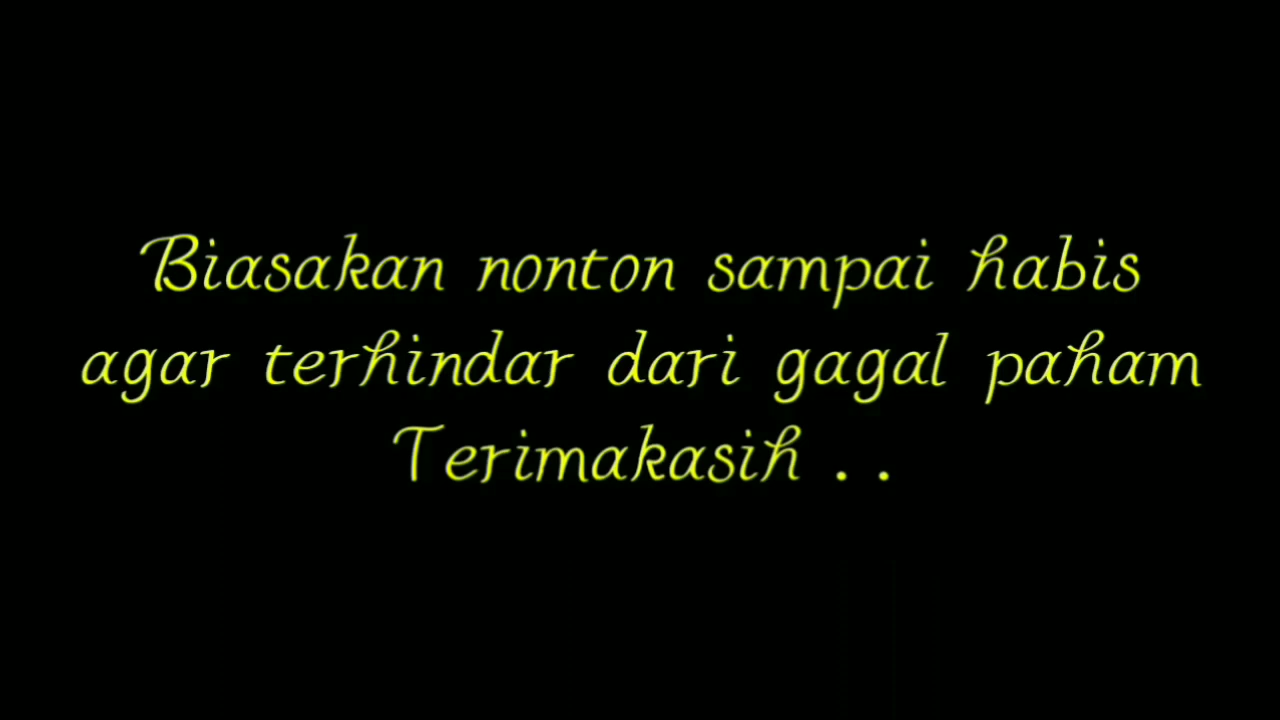 Biasakan nonton sampai habis
agar terhindar dari gagal paham
Terimakasih . .